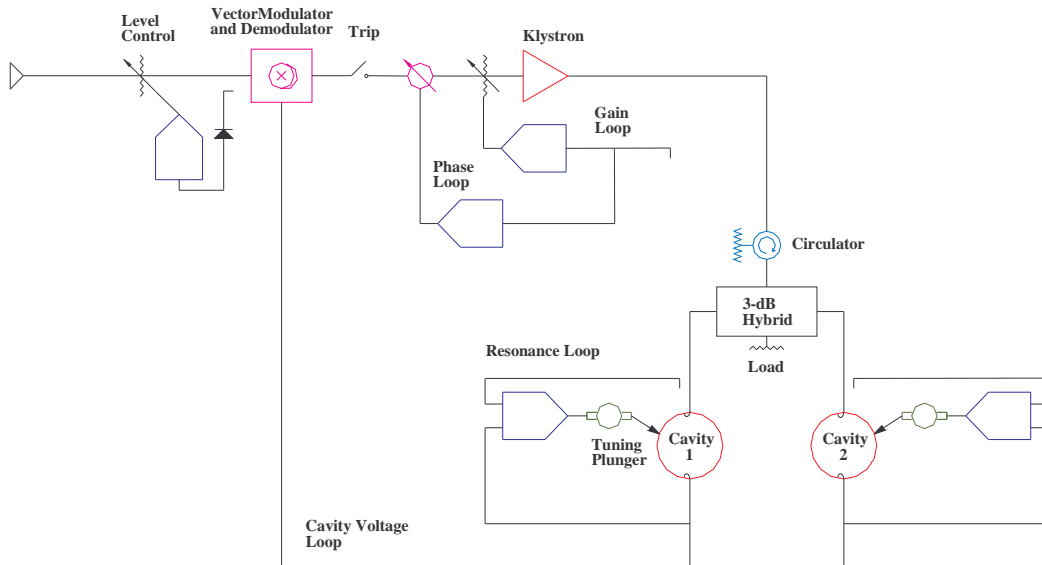 VectorModulator
and Demodulator
Level
Control
Trip
Klystron
Gain
Loop
Phase
Loop
Circulator
3-dB
Hybrid
Load
Resonance Loop
Tuning
Plunger
Cavity
1
Cavity
2
Cavity Voltage
Loop